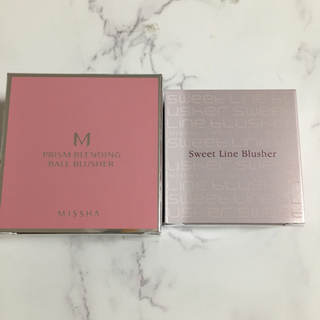 M
PRISM BLENDING
BALL BLUSHER
MISSHA
Sweet Line Blusher